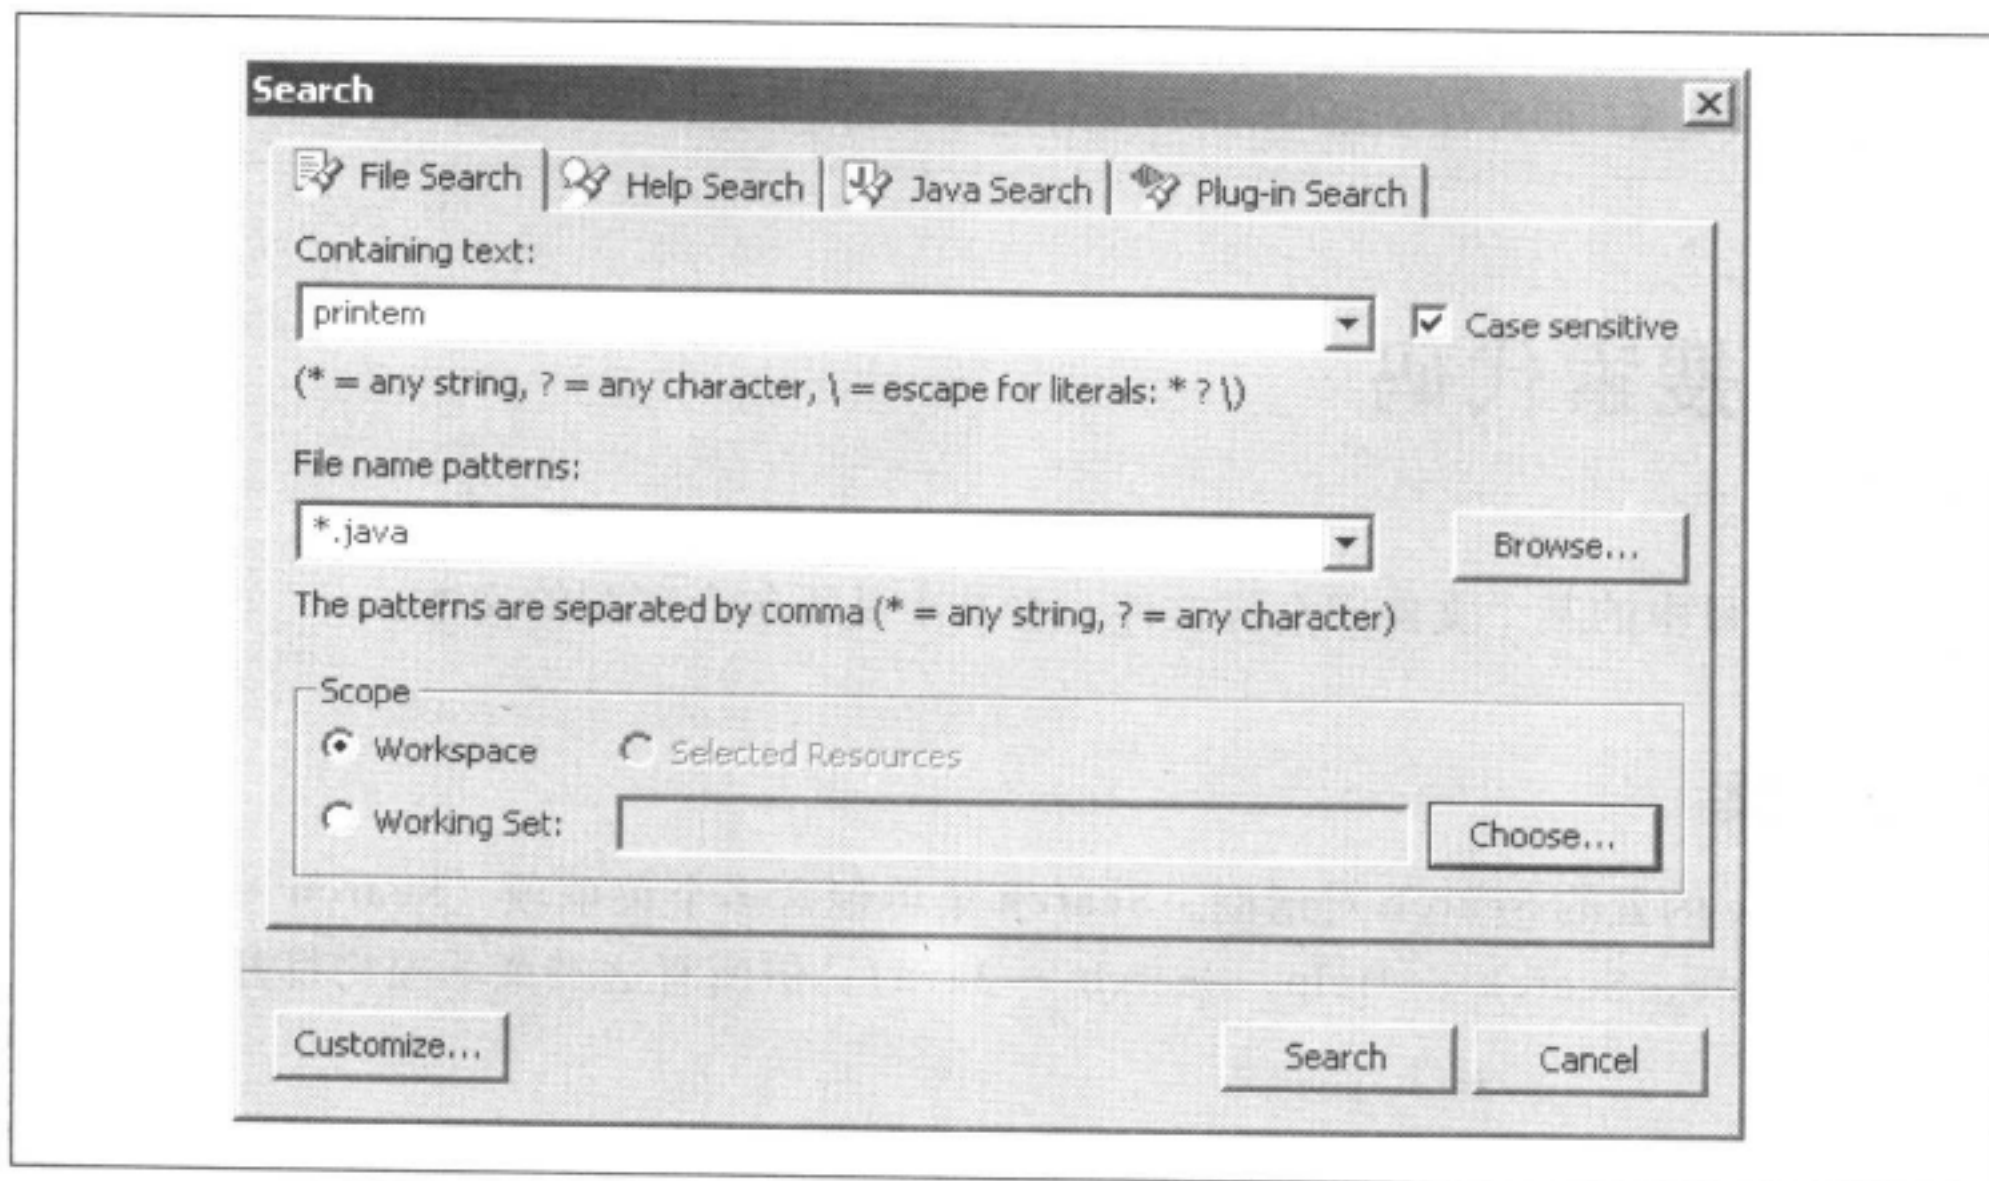 Search
File Search Help Search Java Search Plug-in Search
Containing text:
printem
Case sensitive
(* = any string, ? = any character, \ = escape for literals: * ? \)
File name patterns:
*.java
Browse...
The patterns are separated by comma (* = any string, ? = any character)
Scope
Workspace Selected Resources
Working Set:
Choose...
Customize...
Search
Cancel